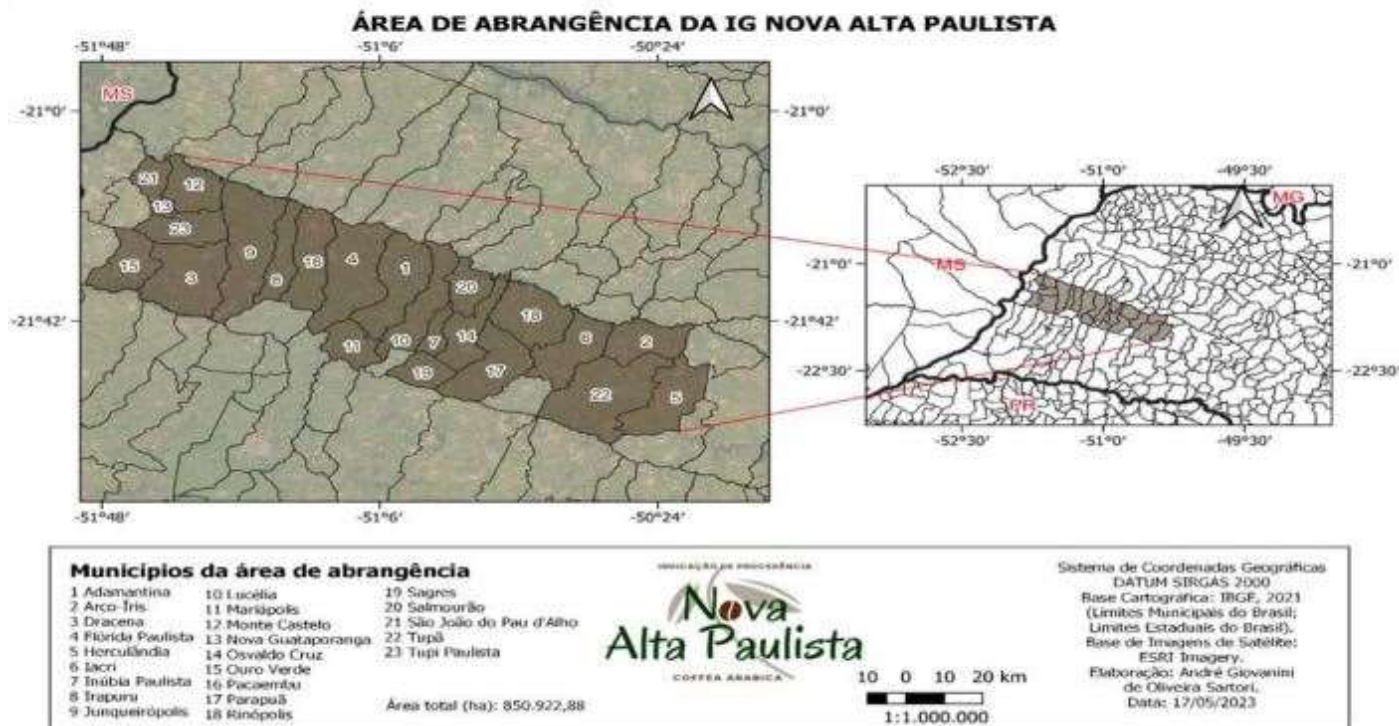 ÁREA DE ABRANGÊNCIA DA IG NOVA ALTA PAULISTA
-51°48' -51°6' -50°24'
-21°0' -21°0'
MS
21 12
13
23
15 3 9 8 16 4 1 20
18
-21°42' -21°42'
11 10 7 14 6 2
19 17
22 5
-51°48' -51°6' -50°24'
-52°30' -51°0' -49°30'
MG
-21°0' MS -21°0'
-21°42' -21°42'
-22°30' -22°30'
PR
-52°30' -51°0' -49°30'
Municípios da área de abrangência
1 Adamantina
2 Arco-Íris
3 Dracena
4 Flórida Paulista
5 Herculândia
6 Iacri
7 Inúbia Paulista
8 Irapuru
9 Junqueirópolis
10 Lucélia
11 Mariápolis
12 Monte Castelo
13 Nova Guataporanga
14 Osvaldo Cruz
15 Ouro Verde
16 Pacaembu
17 Parapuã
18 Rinópolis
19 Sagres
20 Salmourão
21 São João do Pau d'Alho
22 Tupã
23 Tupi Paulista
Área total (ha): 850.922,88
INDICAÇÃO DE PROCEDÊNCIA
Nova
Alta Paulista
COFFEA ARABICA
10 0 10 20 km
1:1.000.000
Sistema de Coordenadas Geográficas
DATUM SIRGAS 2000
Base Cartográfica: IBGE, 2021
(Limites Municipais do Brasil;
Limites Estaduais do Brasil).
Base de Imagens de Satélite:
ESRI Imagery.
Elaboração: André Giovanini
de Oliveira Sartori.
Data: 17/05/2023